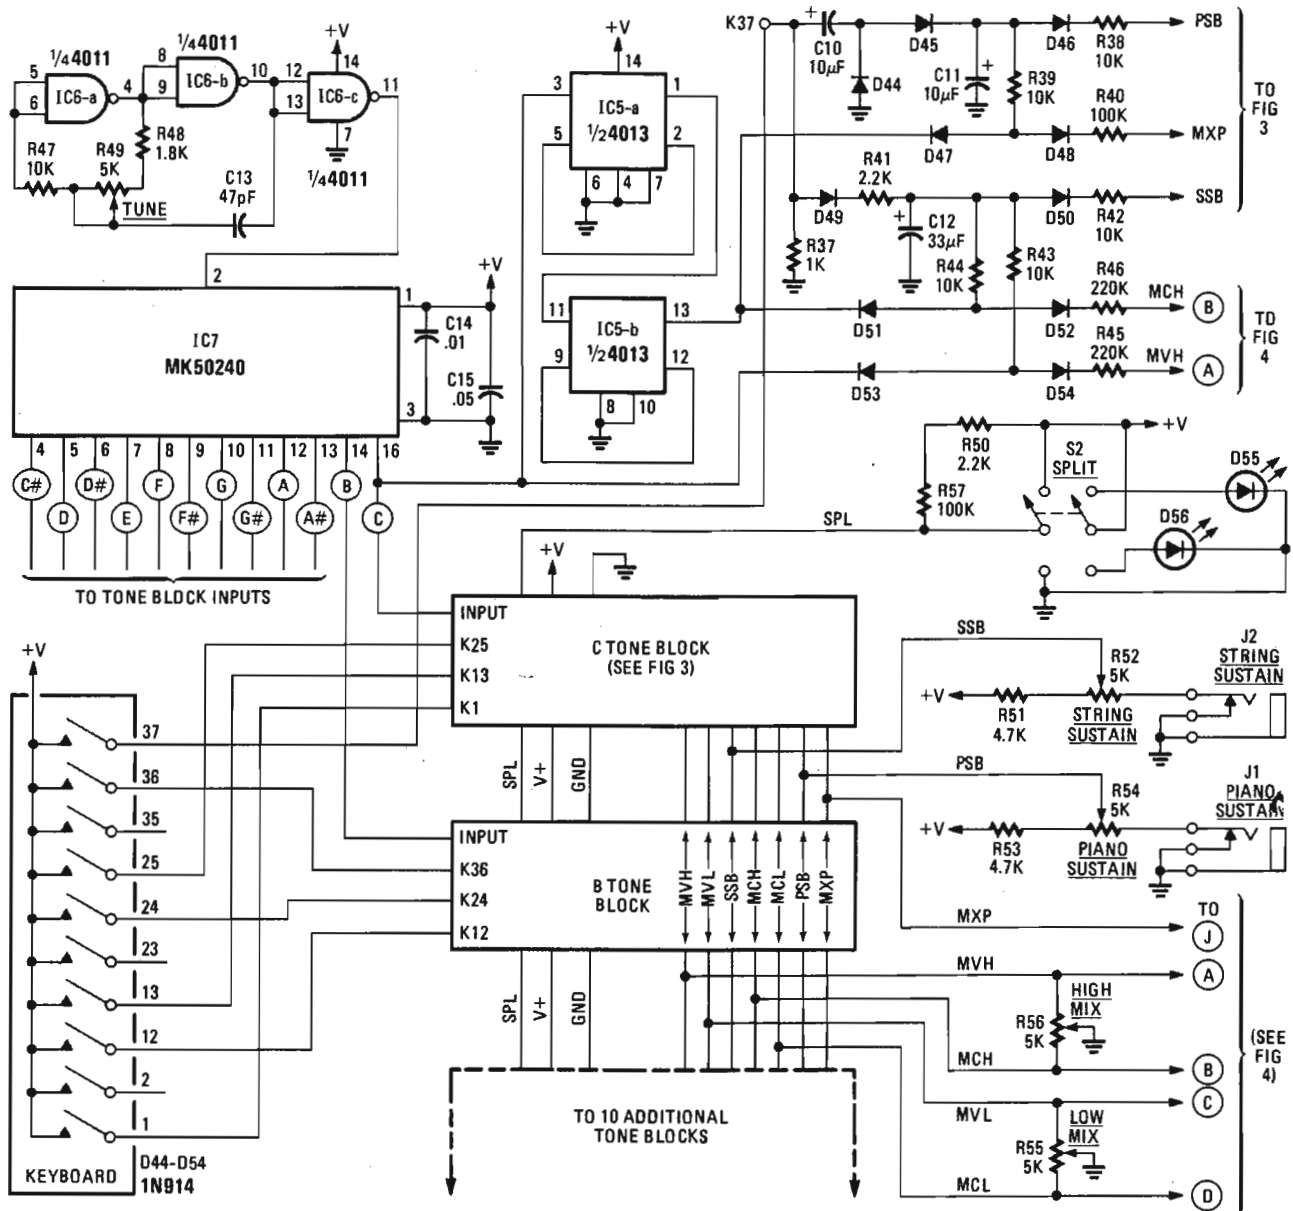 ¼4011
5
6
IC6-a
4
¼4011
8
9
IC6-b
10
+V
14
12
13
IC6-c
11
7
¼4011
R47
10K
R49
5K
R48
1.8K
TUNE
C13
47pF
+V
14
3
1
IC5-a
½4013
5
2
6
4
7
11
13
IC5-b
½4013
9
12
8
10
K37
C10
10µF
D44
D45
C11
10µF
R39
10K
D46
R38
10K
PSB
D47
D48
R40
100K
MXP
D49
R41
2.2K
C12
33µF
D50
R42
10K
SSB
R37
1K
R44
10K
R43
10K
R46
220K
MCH
B
D51
D52
R45
220K
MVH
A
D53
D54
TO
FIG
3
TO
FIG
4
2
IC7
MK50240
1
+V
C14
.01
C15
.05
3
4
5
6
7
8
9
10
11
12
13
14
16
C#
D
D#
E
F
F#
G
G#
A
A#
B
C
TO TONE BLOCK INPUTS
R50
2.2K
R57
100K
SPL
S2
SPLIT
+V
D55
D56
+V
INPUT
K25
K13
K1
C TONE BLOCK
(SEE FIG 3)
SPL
V+
GND
INPUT
K36
K24
K12
B TONE
BLOCK
MVH
MVL
SSB
MCH
MCL
PSB
MXP
SPL
V+
GND
TO 10 ADDITIONAL
TONE BLOCKS
+V
37
36
35
25
24
23
13
12
2
1
KEYBOARD
D44-D54
1N914
SSB
R52
5K
J2
STRING
SUSTAIN
+V
R51
4.7K
STRING
SUSTAIN
PSB
R54
5K
J1
PIANO
SUSTAIN
+V
R53
4.7K
PIANO
SUSTAIN
MXP
TO
J
MVH
A
HIGH
MIX
R56
5K
MCH
B
MVL
C
LOW
MIX
R55
5K
MCL
D
(SEE
FIG
4)